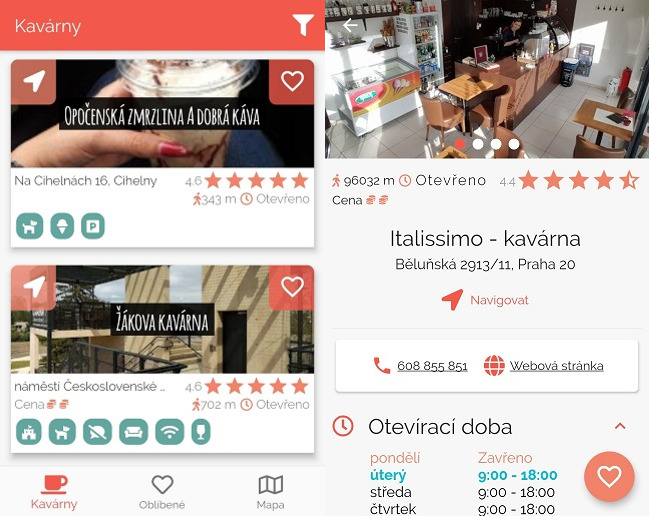 Kavárny
OPOČENSKÁ ZMRZLINA A DOBRÁ KÁVA
Na Cihelnách 16, Cihelny
4.6
343 m Otevřeno
P
ŽÁKOVA KAVÁRNA
náměstí Československé ...
4.6
Cena
702 m Otevřeno
Kavárny
Oblíbené
Mapa
96032 m Otevřeno 4.4
Cena
Italissimo - kavárna
Běluňská 2913/11, Praha 20
Navigovat
608 855 851 Webová stránka
Otevírací doba
pondělí Zavřeno
úterý 9:00 - 18:00
středa 9:00 - 18:00
čtvrtek 9:00 - 18:00